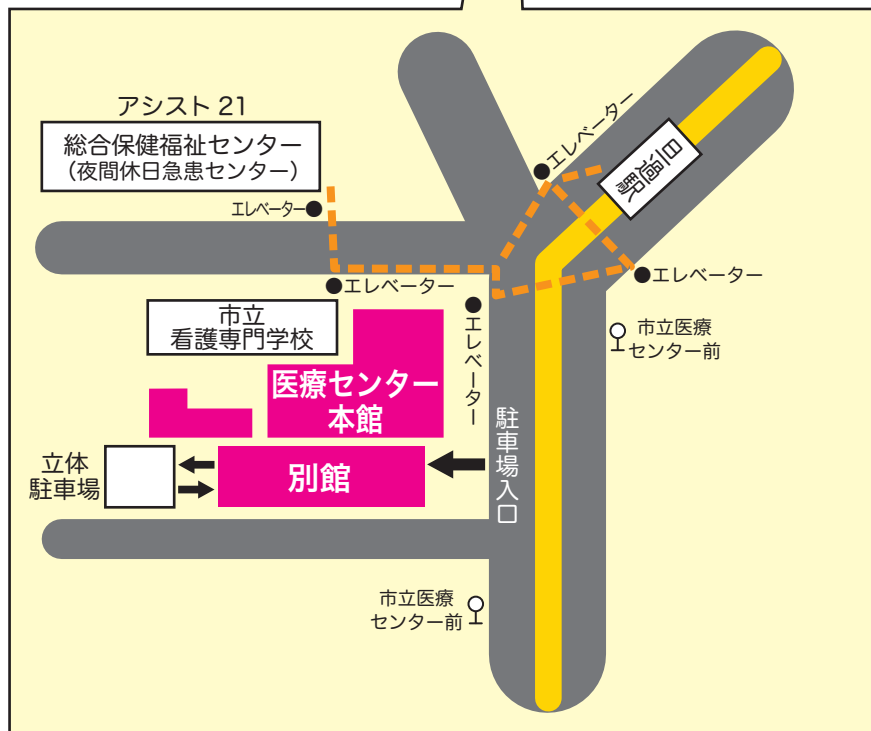 アシスト 21
総合保健福祉センター
（夜間休日急患センター）
エレベーター
エレベーター
旦過駅
エレベーター
エレベーター
エレベーター
市立
看護専門学校
市立医療
センター前
医療センター
本館
駐車場入口
立体
駐車場
別館
市立医療
センター前